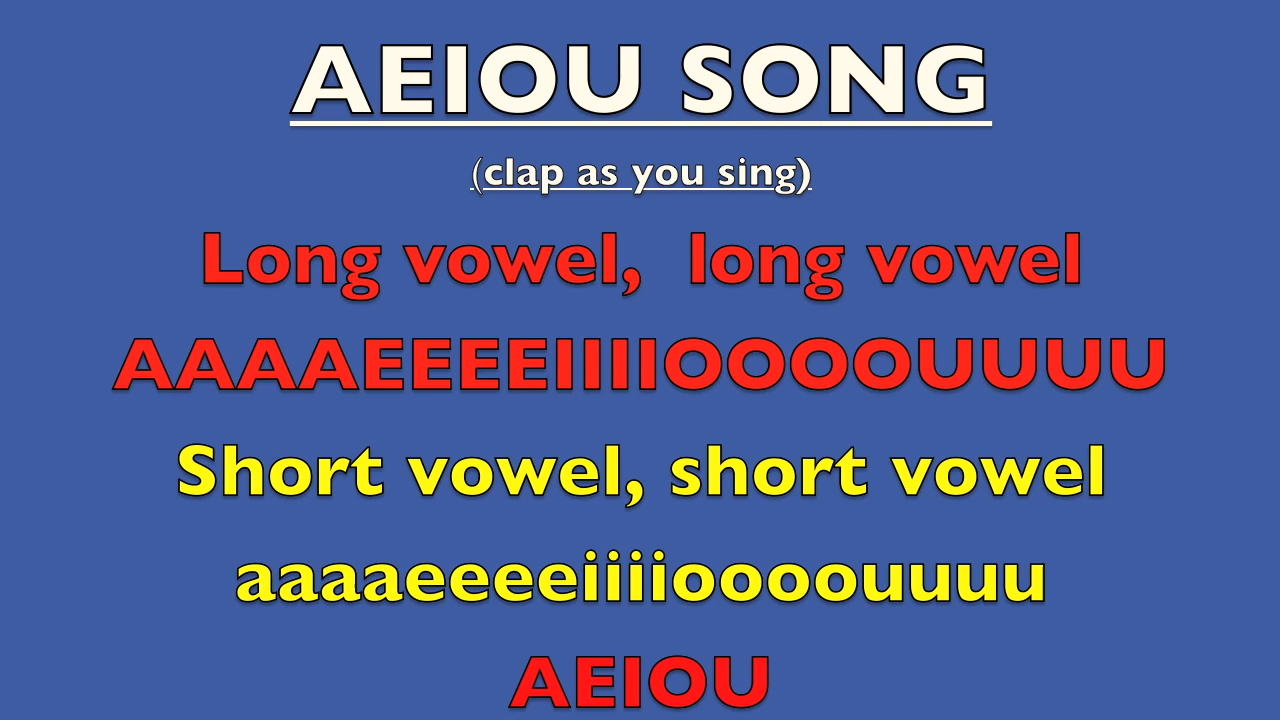 AEIOU SONG
(clap as you sing)
Long vowel, long vowel
AAAAEEEEIIIIOOOOUUUU
Short vowel, short vowel
aaaaeeeeiiiioooouuuu
AEIOU